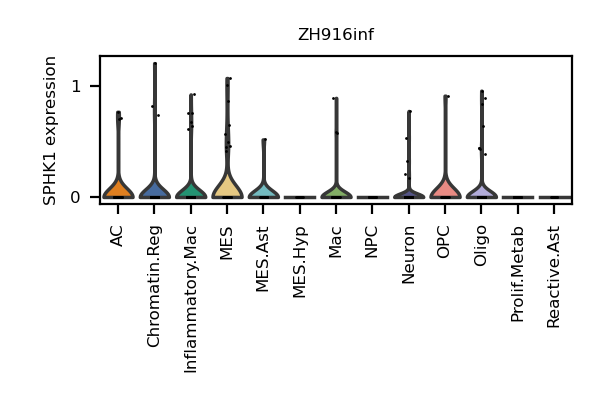 ZH916inf
SPHK1 expression
1
0
AC
Chromatin.Reg
Inflammatory.Mac
MES
MES.Ast
MES.Hyp
Mac
NPC
Neuron
OPC
Oligo
Prolif.Metab
Reactive.Ast